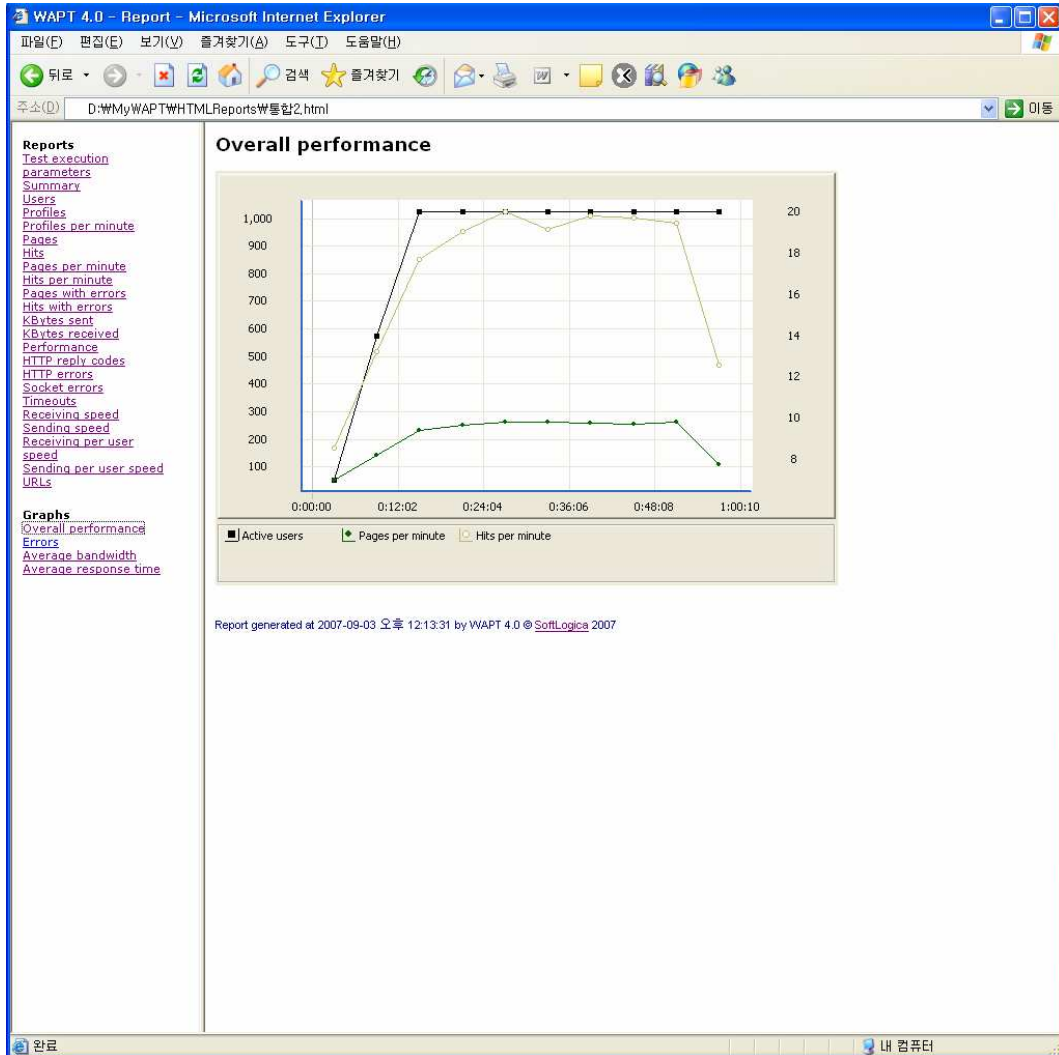 WAPT 4.0 - Report - Microsoft Internet Explorer
파일(F) 편집(E) 보기(V) 즐겨찾기(A) 도구(T) 도움말(H)
뒤로 검색 즐겨찾기
주소(D) D:₩MyWAPT₩HTMLReports₩통합2.html 이동
Reports
Test execution
parameters
Summary
Users
Profiles
Profiles per minute
Pages
Hits
Pages per minute
Hits per minute
Pages with errors
Hits with errors
KBytes sent
KBytes received
Performance
HTTP reply codes
HTTP errors
Socket errors
Timeouts
Receiving speed
Sending speed
Receiving per user
speed
Sending per user speed
URLs
Graphs
Overall performance
Errors
Average bandwidth
Average response time
Overall performance
1,000
900
800
700
600
500
400
300
200
100
20
18
16
14
12
10
8
0:00:00 0:12:02 0:24:04 0:36:06 0:48:08 1:00:10
Active users Pages per minute Hits per minute
Report generated at 2007-09-03 오후 12:13:31 by WAPT 4.0 © SoftLogica 2007
완료 내 컴퓨터